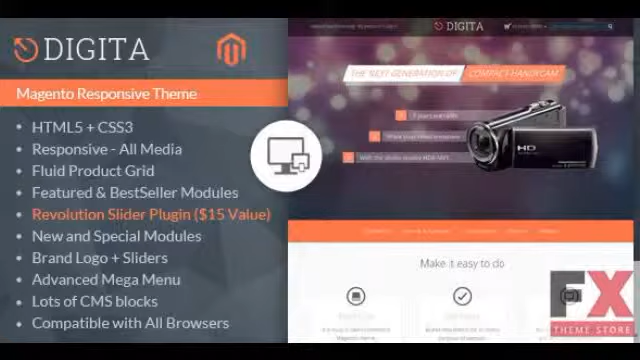 DIGITA
Magento Responsive Theme
HTML5 + CSS3
Responsive - All Media
Fluid Product Grid
Featured & BestSeller Modules
Revolution Slider Plugin ($15 Value)
New and Special Modules
Brand Logo + Sliders
Advanced Mega Menu
Lots of CMS blocks
Compatible with All Browsers
DIGITA
THE NEXT GENERATION OF COMPACT HANDYCAM
HD
Make it easy to do
FX
THEME STORE